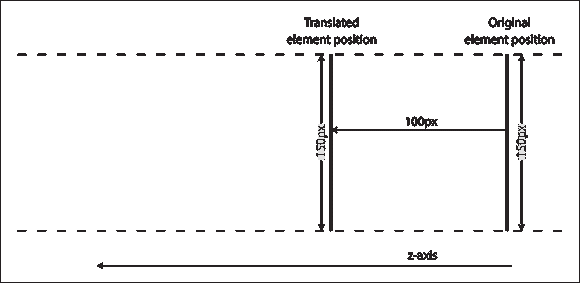 Translated
element position
Original
element position
100px
150px
150px
z-axis